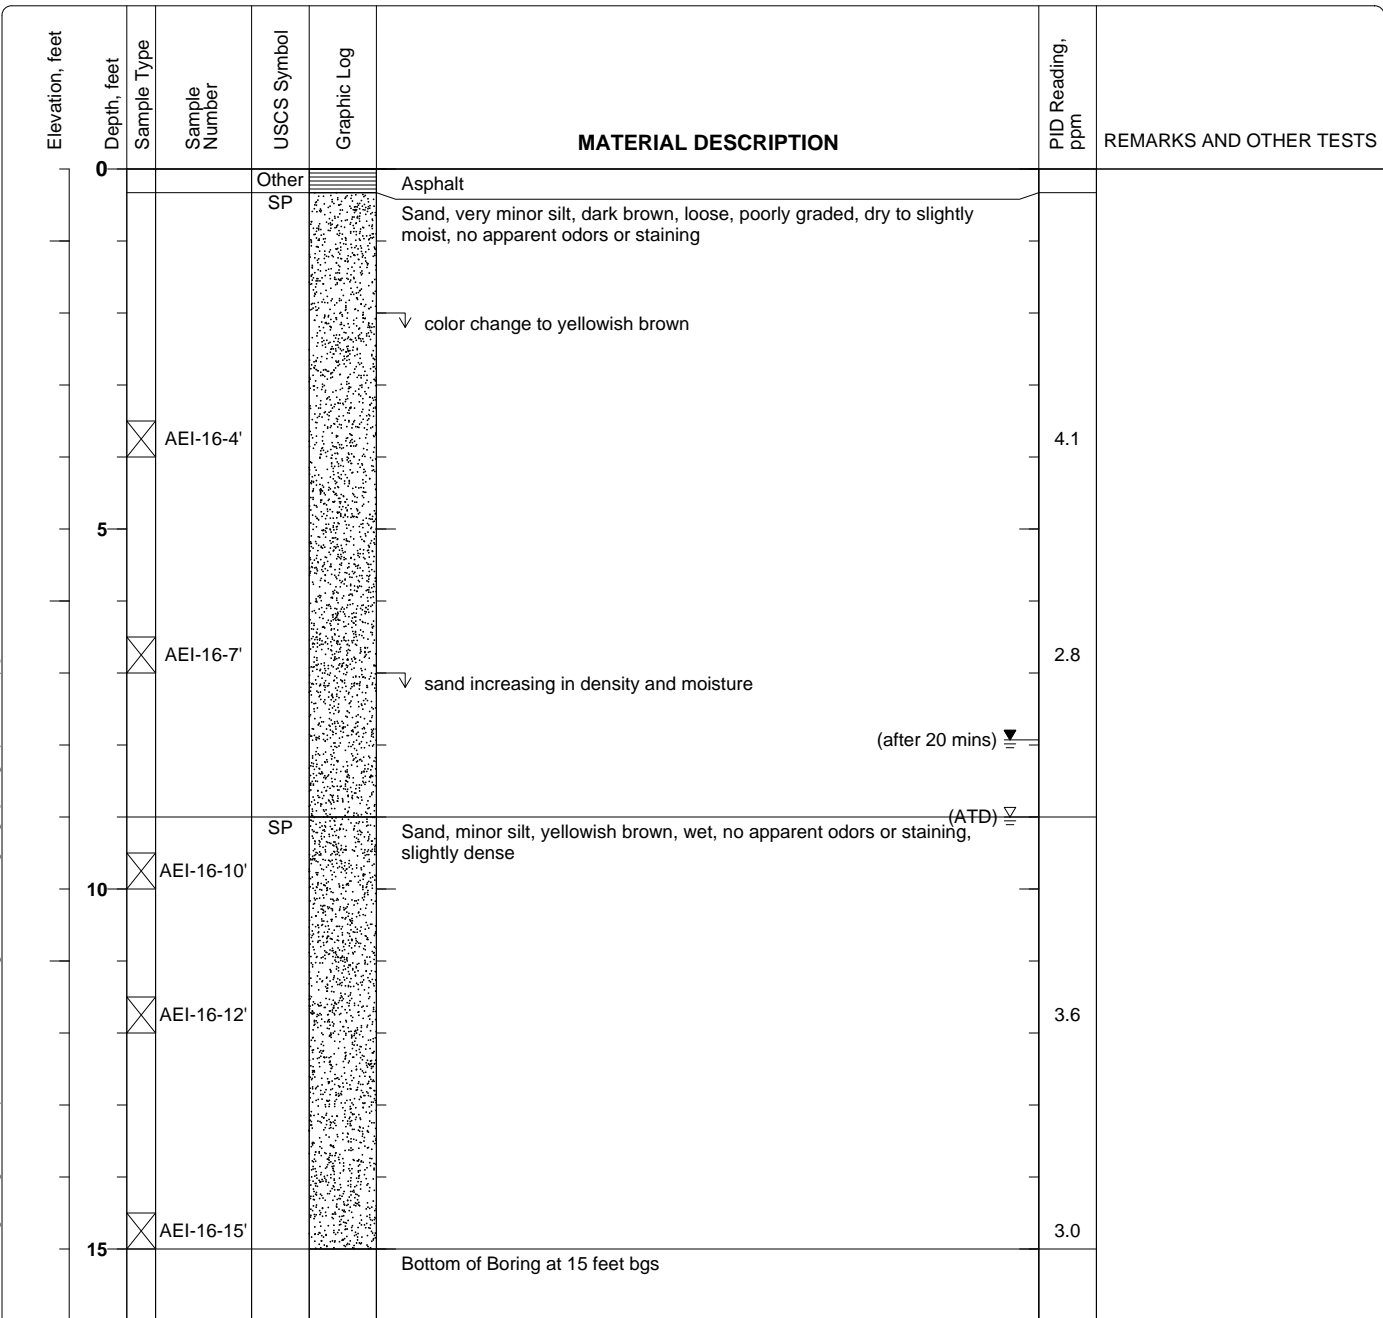 Elevation, feet
Depth, feet
Sample Type
Sample
Number
USCS Symbol
Graphic Log
MATERIAL DESCRIPTION
PID Reading,
ppm
REMARKS AND OTHER TESTS
0
Other
Asphalt
SP
Sand, very minor silt, dark brown, loose, poorly graded, dry to slightly
moist, no apparent odors or staining
color change to yellowish brown
AEI-16-4'
4.1
5
AEI-16-7'
2.8
sand increasing in density and moisture
(after 20 mins)
(ATD)
SP
Sand, minor silt, yellowish brown, wet, no apparent odors or staining,
slightly dense
AEI-16-10'
10
AEI-16-12'
3.6
AEI-16-15'
3.0
15
Bottom of Boring at 15 feet bgs